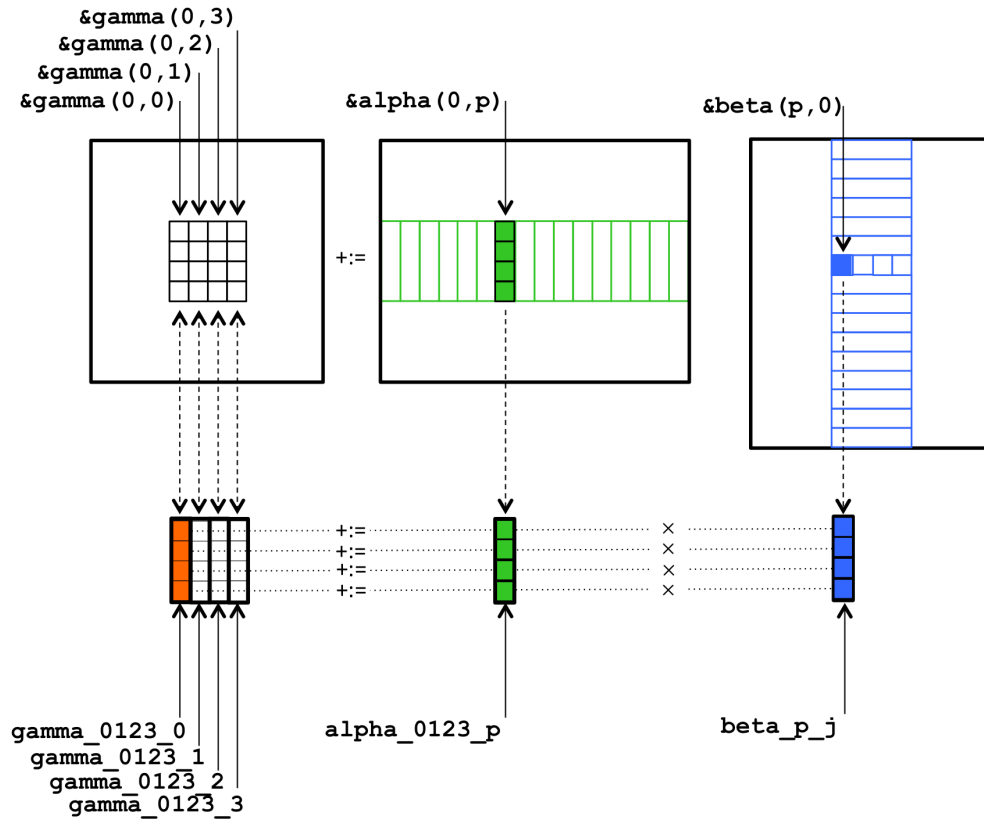 &gamma(0,3)
&gamma(0,2)
&gamma(0,1)
&gamma(0,0)
&alpha(0,p)
&beta(p,0)
+:=
+:= ×
+:= ×
+:= ×
+:= ×
gamma_0123_0
gamma_0123_1
gamma_0123_2
gamma_0123_3
alpha_0123_p
beta_p_j